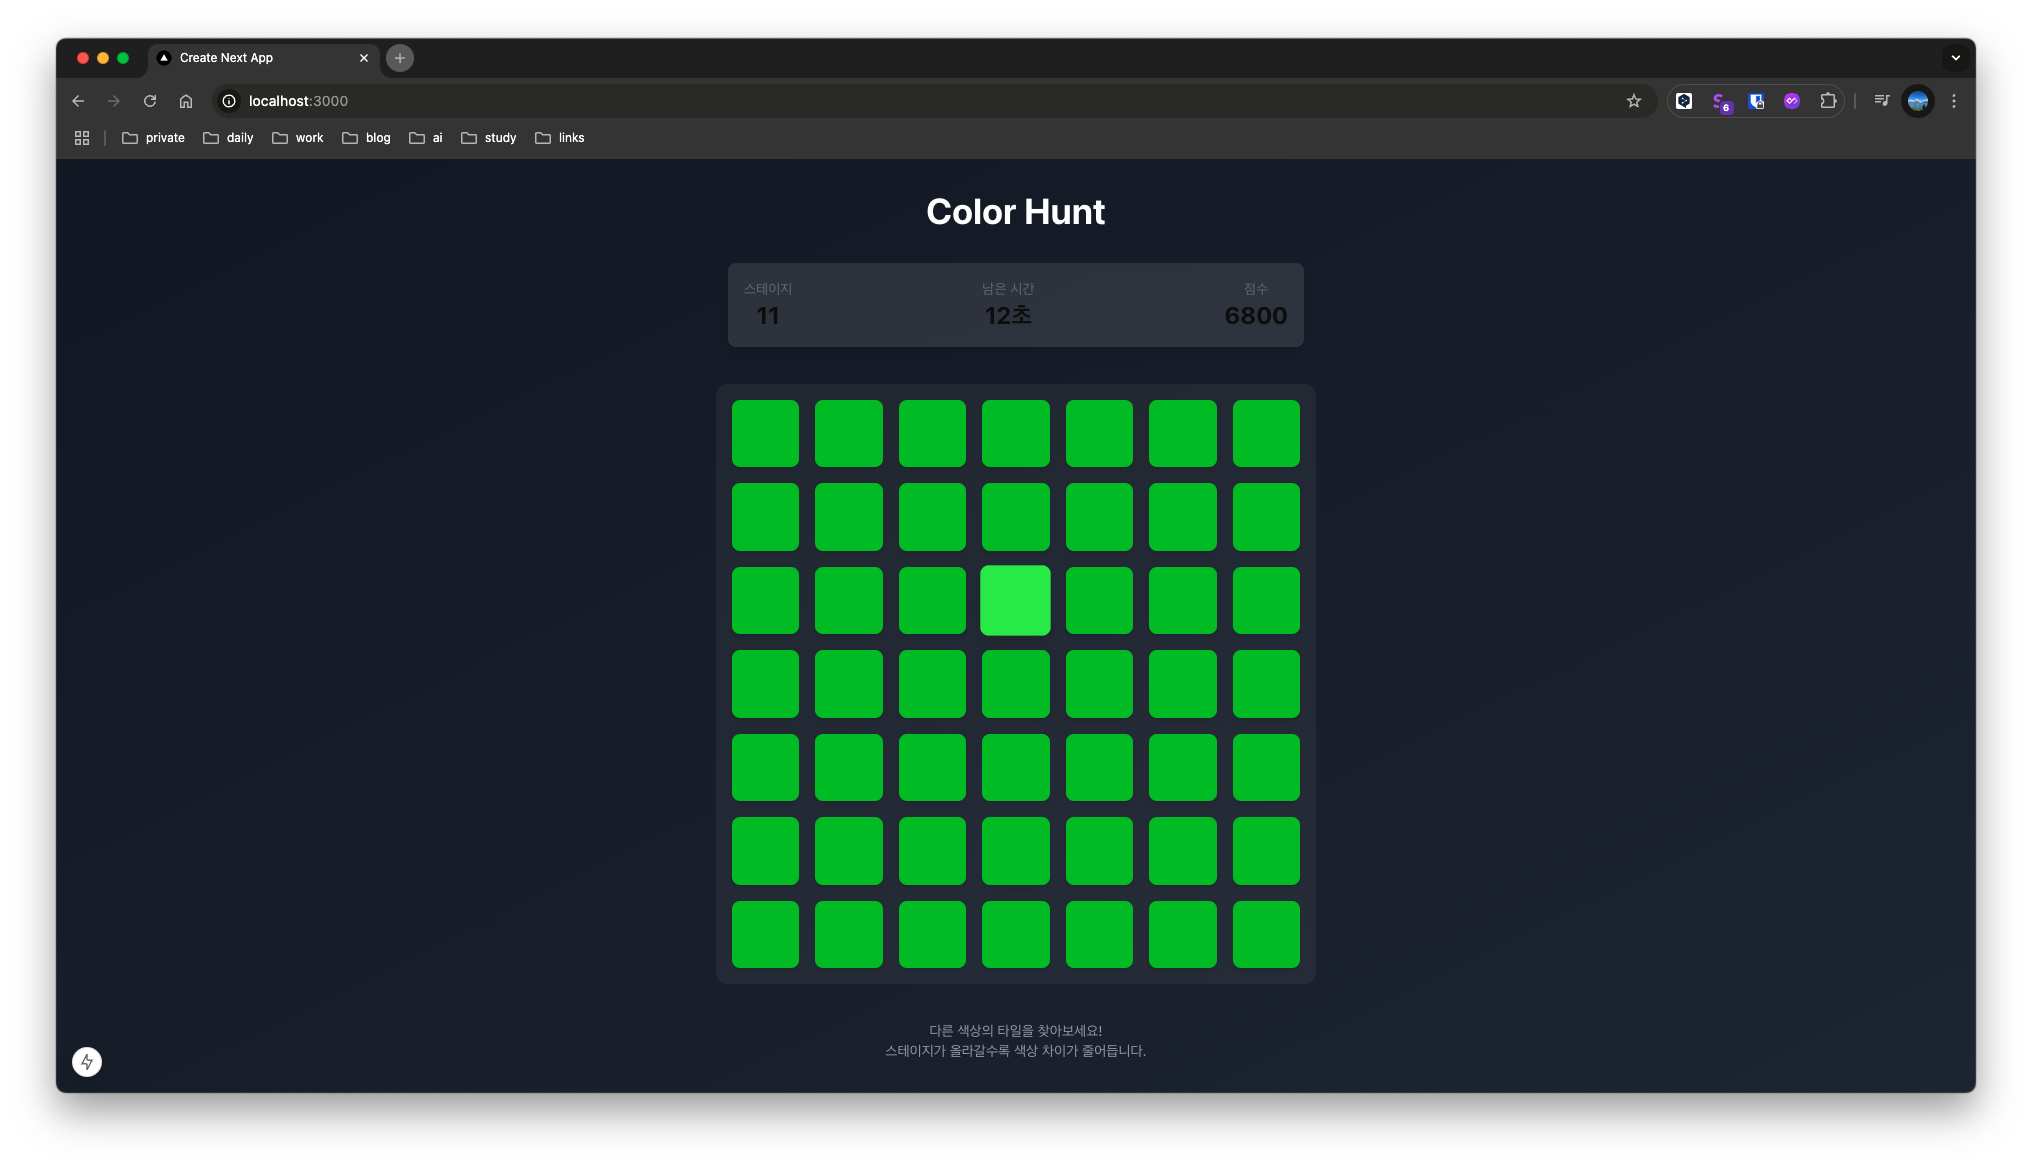 Create Next App
localhost:3000
6
private daily work blog ai study links
Color Hunt
스테이지 남은 시간 점수
11 12초 6800
다른 색상의 타일을 찾아보세요!
스테이지가 올라갈수록 색상 차이가 줄어듭니다.